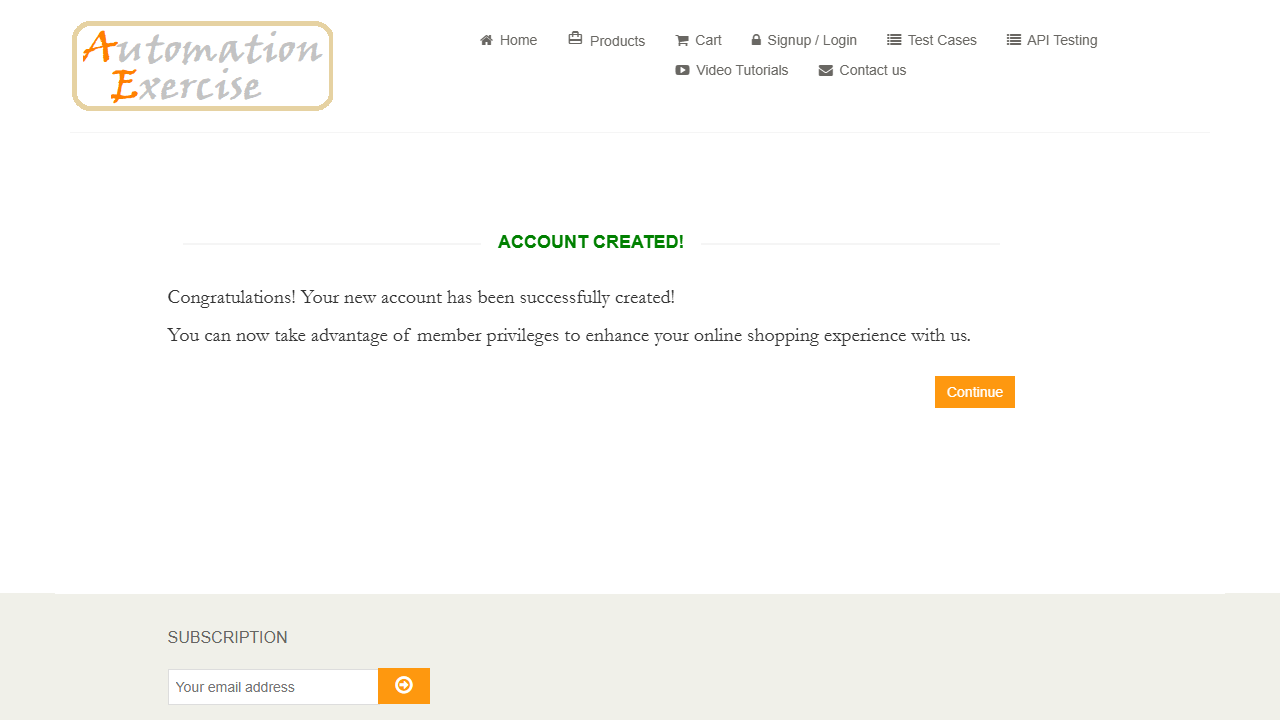 Automation
Exercise
Home
Products
Cart
Signup / Login
Test Cases
API Testing
Video Tutorials
Contact us
ACCOUNT CREATED!
Congratulations! Your new account has been successfully created!
You can now take advantage of member privileges to enhance your online shopping experience with us.
Continue
SUBSCRIPTION
Your email address